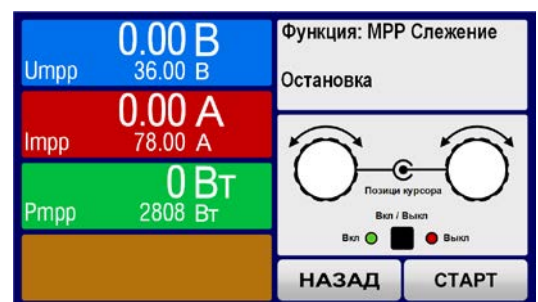 0.00 В
Umpp 36.00 В
0.00 А
Impp 78.00 А
0 Вт
Pmpp 2808 Вт
Функция: MPP Слежение
Остановка
Позици курсора
Вкл / Выкл
Вкл Выкл
НАЗАД СТАРТ